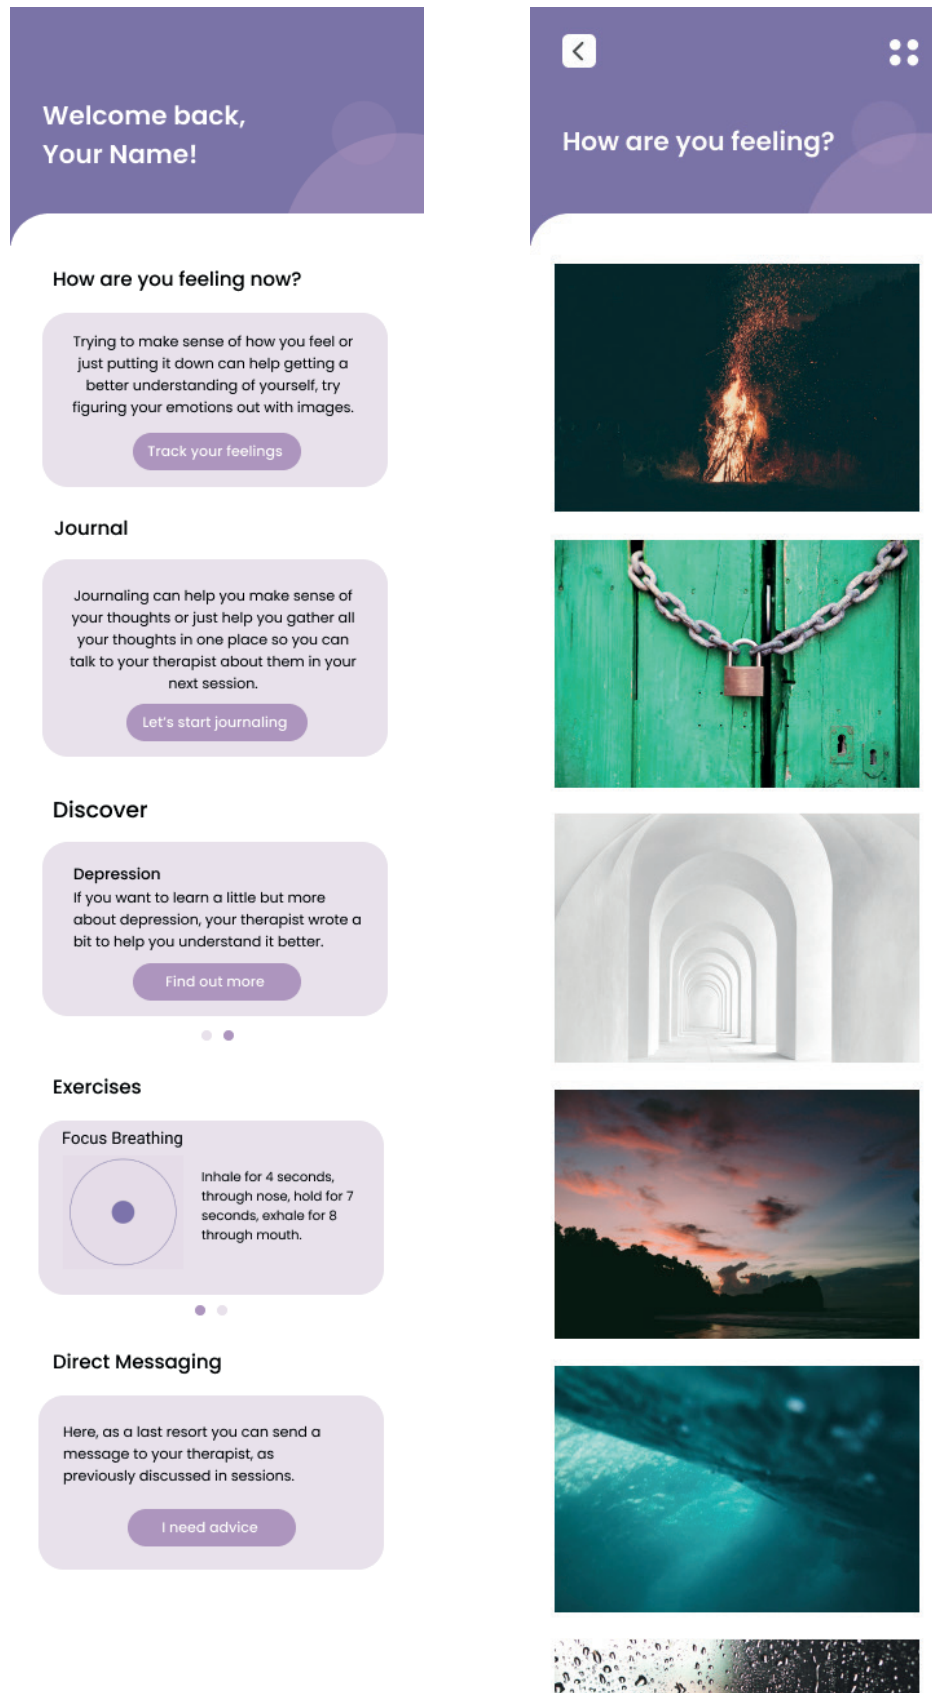 Welcome back,
Your Name!
How are you feeling now?
Trying to make sense of how you feel or
just putting it down can help getting a
better understanding of yourself, try
figuring your emotions out with images.
Track your feelings
Journal
Journaling can help you make sense of
your thoughts or just help you gather all
your thoughts in one place so you can
talk to your therapist about them in your
next session.
Let's start journaling
Discover
Depression
If you want to learn a little but more
about depression, your therapist wrote a
bit to help you understand it better.
Find out more
Exercises
Focus Breathing
Inhale for 4 seconds,
through nose, hold for 7
seconds, exhale for 8
through mouth.
Direct Messaging
Here, as a last resort you can send a
message to your therapist, as
previously discussed in sessions.
I need advice
How are you feeling?